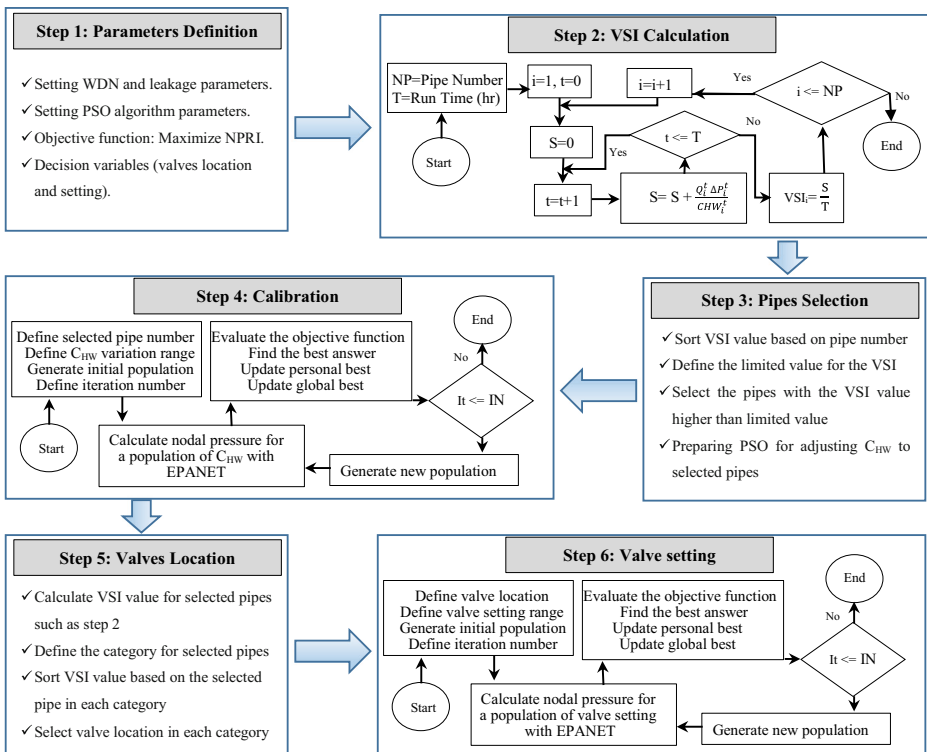 Step 1: Parameters Definition
✓Setting WDN and leakage parameters.
✓Setting PSO algorithm parameters.
✓Objective function: Maximize NPRI.
✓Decision variables (valves location
and setting).
Step 2: VSI Calculation
NP=Pipe Number
T=Run Time (hr)
Start
i=1, t=0
S=0
t=t+1
i=i+1
Yes
i <= NP
No
End
t <= T
Yes
No
S= S + \frac{Q_i^t ΔP_i^t}{CHW_i^t}
VSI_i= \frac{S}{T}
Step 3: Pipes Selection
✓Sort VSI value based on pipe number
✓Define the limited value for the VSI
✓Select the pipes with the VSI value
higher than limited value
✓Preparing PSO for adjusting C_HW to
selected pipes
Step 4: Calibration
Define selected pipe number
Define C_HW variation range
Generate initial population
Define iteration number
Start
Calculate nodal pressure for
a population of C_HW with
EPANET
Evaluate the objective function
Find the best answer
Update personal best
Update global best
End
No
It <= IN
Yes
Generate new population
Step 5: Valves Location
✓Calculate VSI value for selected pipes
such as step 2
✓Define the category for selected pipes
✓Sort VSI value based on the selected
pipe in each category
✓Select valve location in each category
Step 6: Valve setting
Define valve location
Define valve setting range
Generate initial population
Define iteration number
Start
Calculate nodal pressure for
a population of valve setting
with EPANET
Evaluate the objective function
Find the best answer
Update personal best
Update global best
End
No
It <= IN
Yes
Generate new population